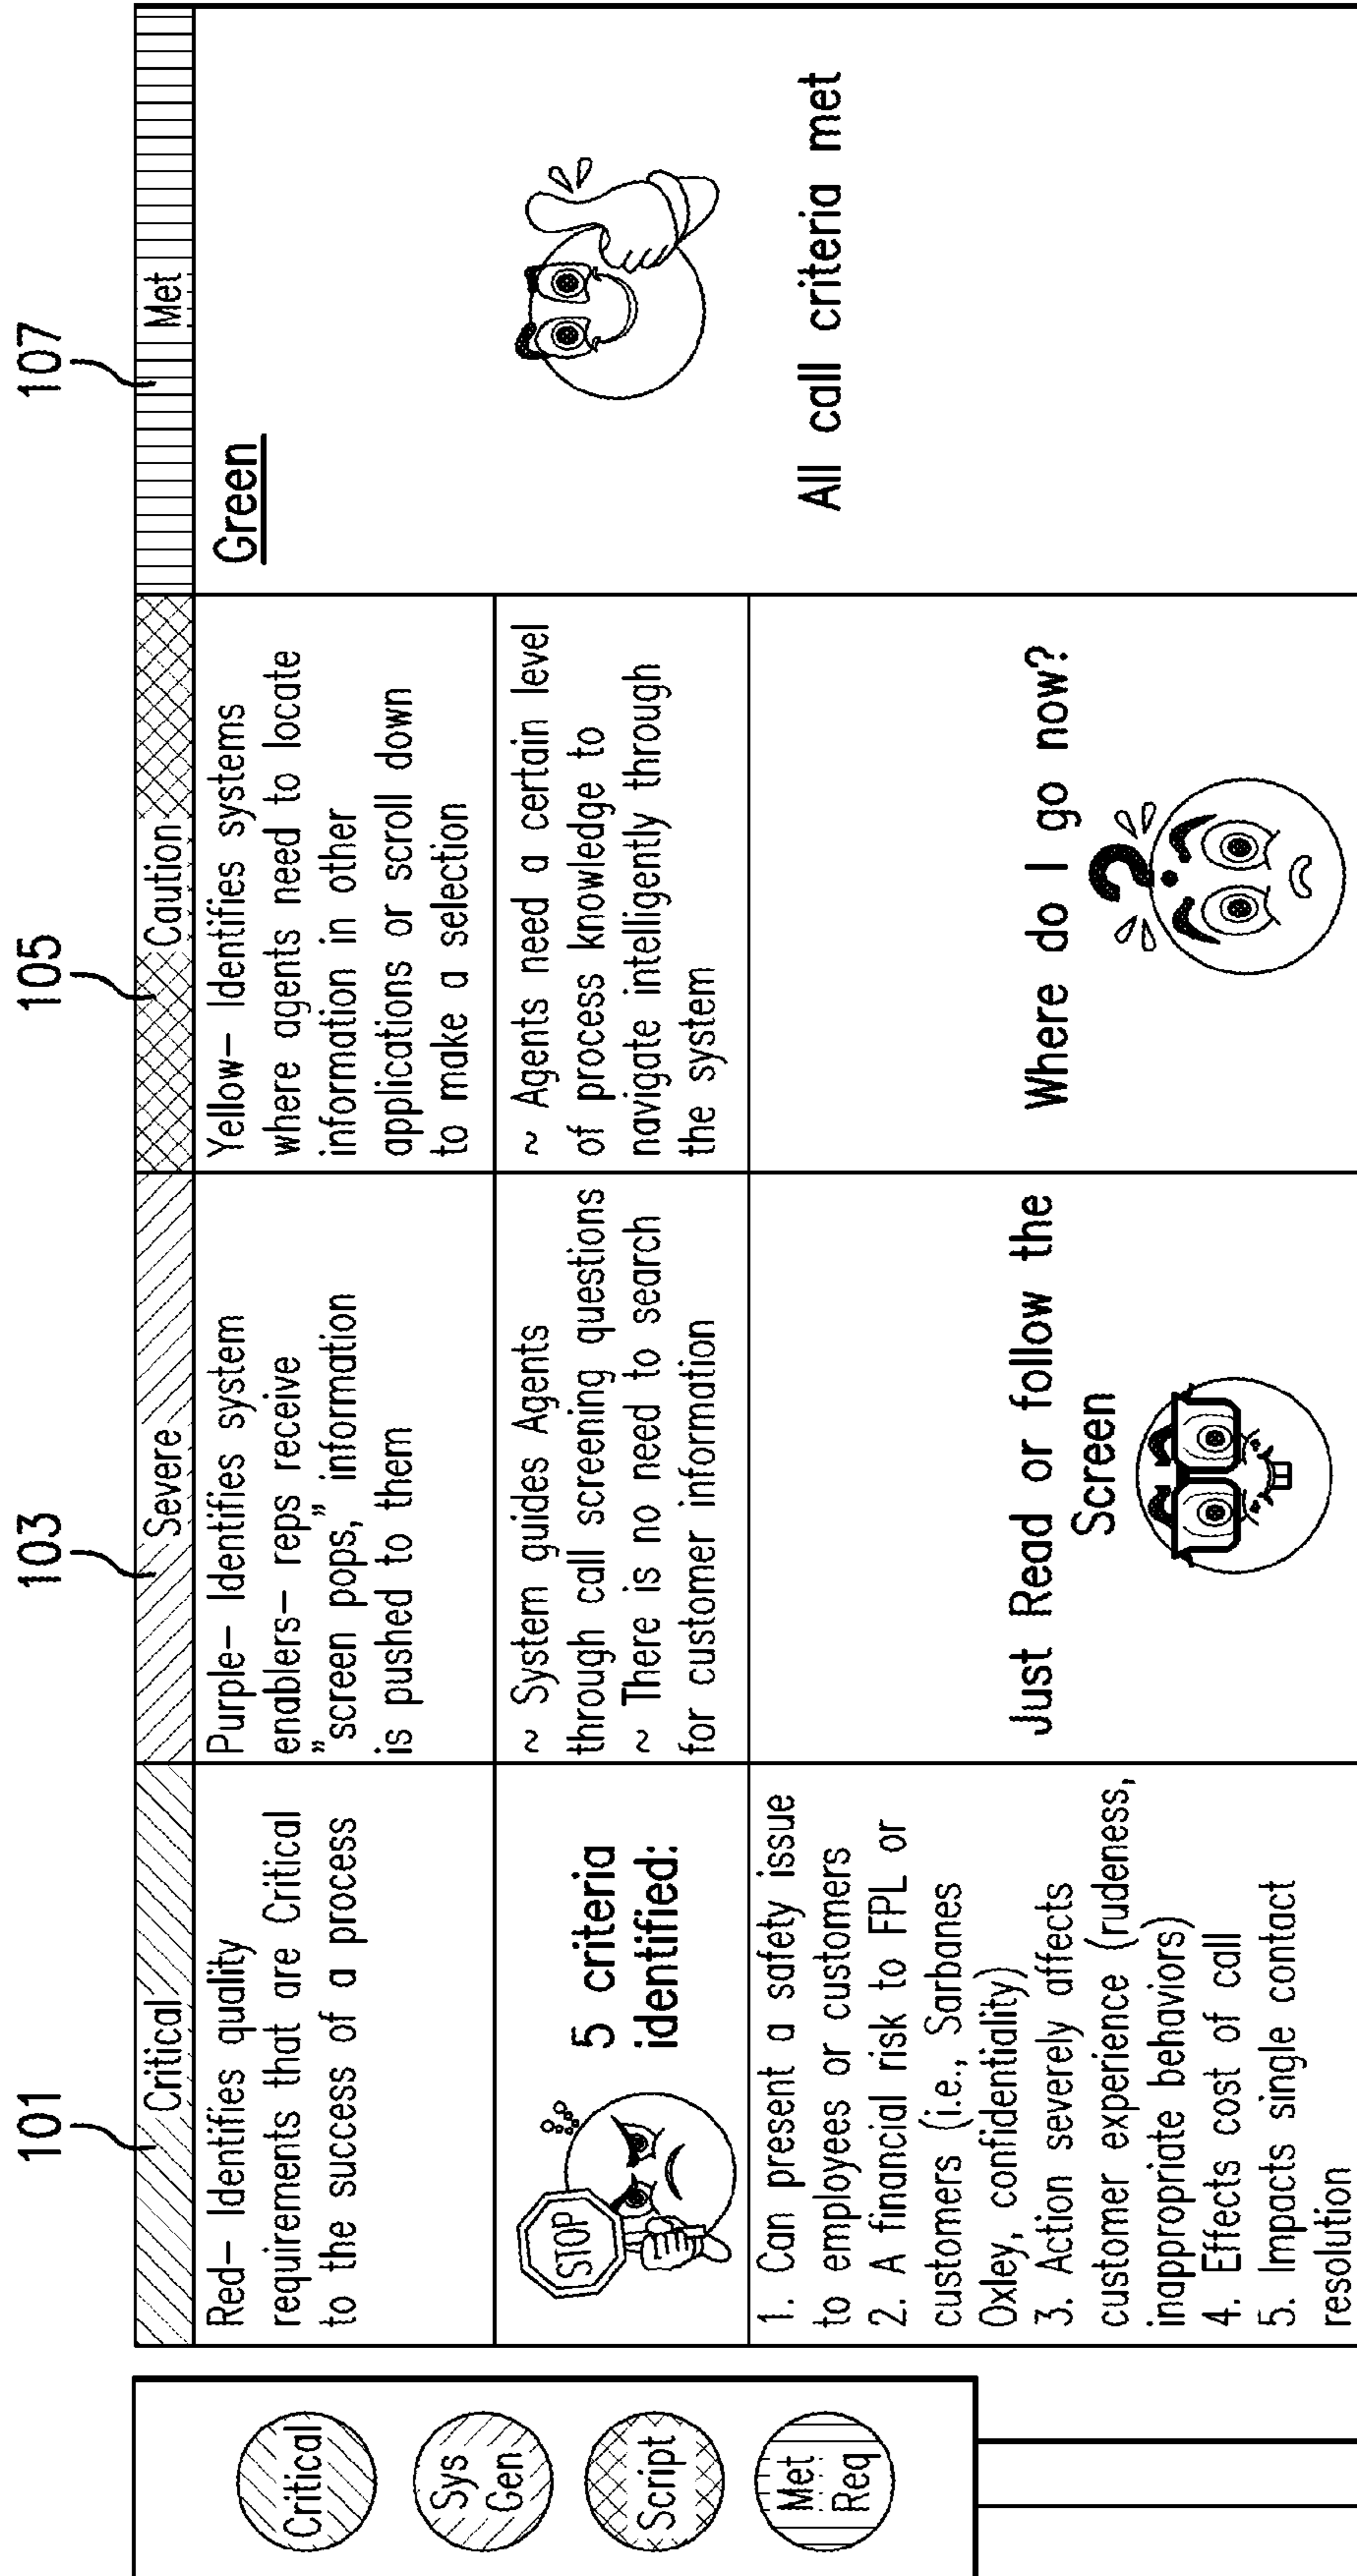 101
103
105
107
Critical
Sys
Gen
Script
Met
Req
Critical
Red– Identifies quality
requirements that are Critical
to the success of a process
STOP
5 criteria
identified:
1. Can present a safety issue
to employees or customers
2. A financial risk to FPL or
customers (i.e., Sarbanes
Oxley, confidentiality)
3. Action severely affects
customer experience (rudeness,
inappropriate behaviors)
4. Effects cost of call
5. Impacts single contact
resolution
Severe
Purple– Identifies system
enablers– reps receive
"screen pops," information
is pushed to them
~ System guides Agents
through call screening questions
~ There is no need to search
for customer information
Just Read or follow the
Screen
Caution
Yellow– Identifies systems
where agents need to locate
information in other
applications or scroll down
to make a selection
~ Agents need a certain level
of process knowledge to
navigate intelligently through
the system
Where do I go now?
?
Met
Green
All call criteria met